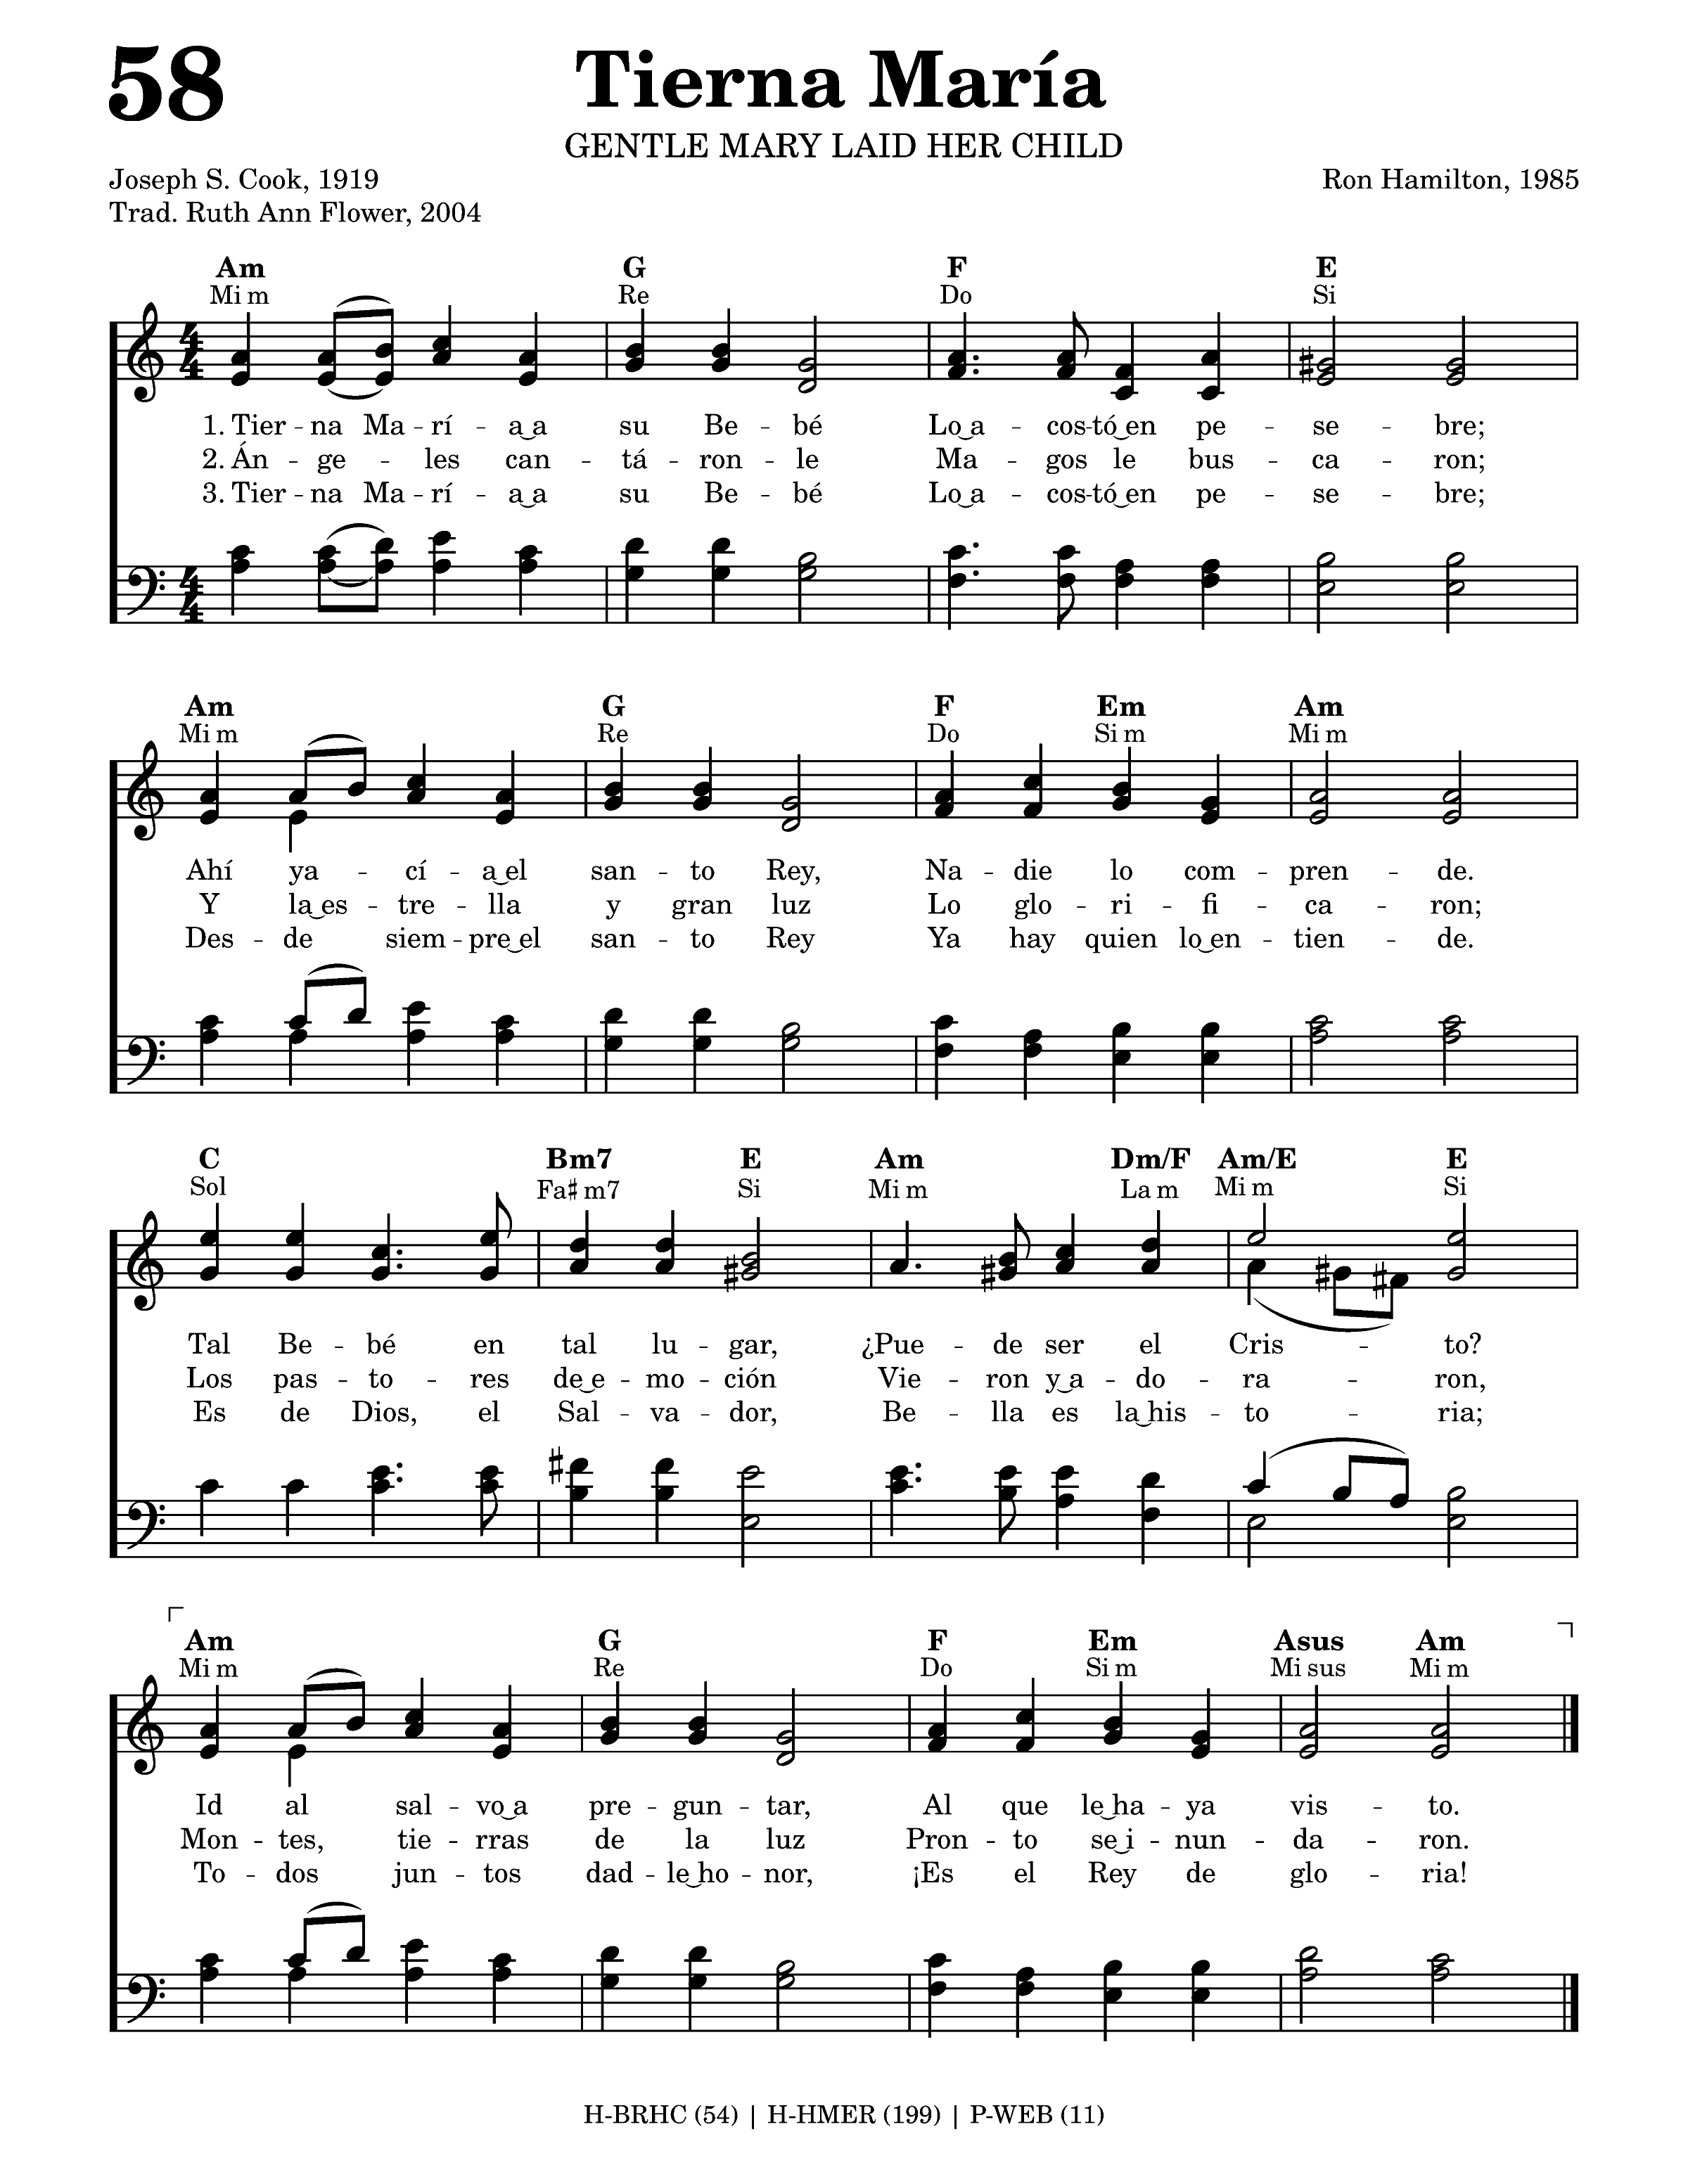 58
Tierna María
GENTLE MARY LAID HER CHILD
Joseph S. Cook, 1919
Ron Hamilton, 1985
Trad. Ruth Ann Flower, 2004
Am G F E
Mi m Re Do Si
1. Tier - na Ma - rí - a‿a su Be - bé Lo‿a - cos - tó‿en pe - se - bre;
2. Án - ge - les can - tá - ron - le Ma - gos le bus - ca - ron;
3. Tier - na Ma - rí - a‿a su Be - bé Lo‿a - cos - tó‿en pe - se - bre;
Am G F Em Am
Mi m Re Do Si m Mi m
Ahí ya - cí - a‿el san - to Rey, Na - die lo com - pren - de.
Y la‿es - tre - lla y gran luz Lo glo - ri - fi - ca - ron;
Des - de siem - pre‿el san - to Rey Ya hay quien lo‿en - tien - de.
C Bm7 E Am Dm/F Am/E E
Sol Fa♯ m7 Si Mi m La m Mi m Si
Tal Be - bé en tal lu - gar, ¿Pue - de ser el Cris - to?
Los pas - to - res de‿e - mo - ción Vie - ron y‿a - do - ra - ron,
Es de Dios, el Sal - va - dor, Be - lla es la‿his - to - ria;
Am G F Em Asus Am
Mi m Re Do Si m Mi sus Mi m
Id al sal - vo‿a pre - gun - tar, Al que le‿ha - ya vis - to.
Mon - tes, tie - rras de la luz Pron - to se‿i - nun - da - ron.
To - dos jun - tos dad - le‿ho - nor, ¡Es el Rey de glo - ria!
H-BRHC (54) | H-HMER (199) | P-WEB (11)